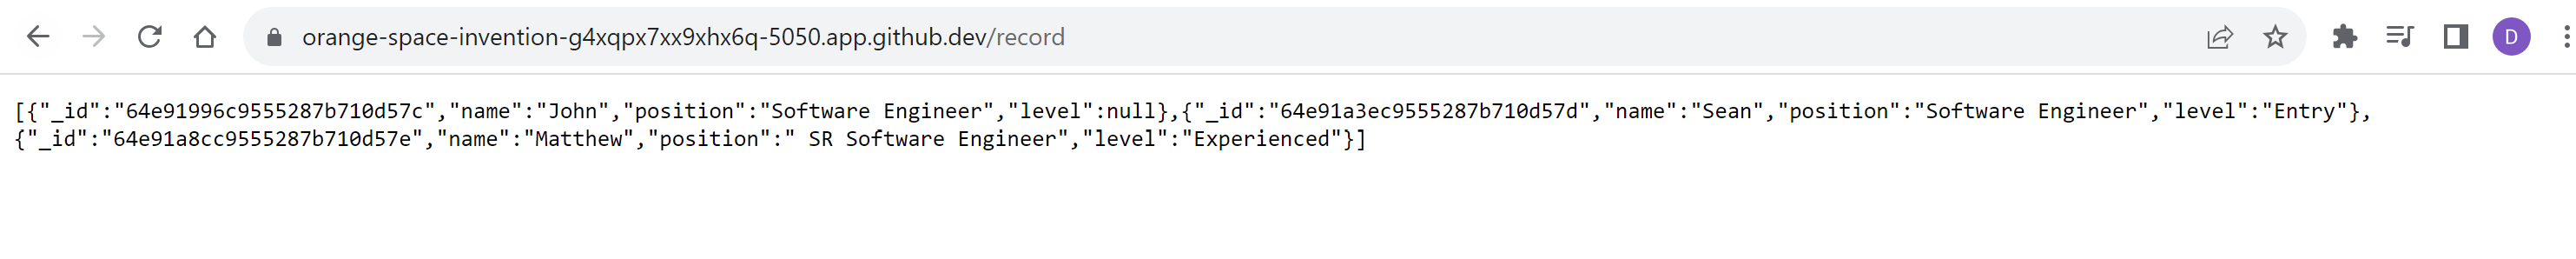 orange-space-invention-g4xqpx7xx9xhx6q-5050.app.github.dev/record
D
[{"_id":"64e91996c9555287b710d57c","name":"John","position":"Software Engineer","level":null},{"_id":"64e91a3ec9555287b710d57d","name":"Sean","position":"Software Engineer","level":"Entry"},
{"_id":"64e91a8cc9555287b710d57e","name":"Matthew","position":" SR Software Engineer","level":"Experienced"}]